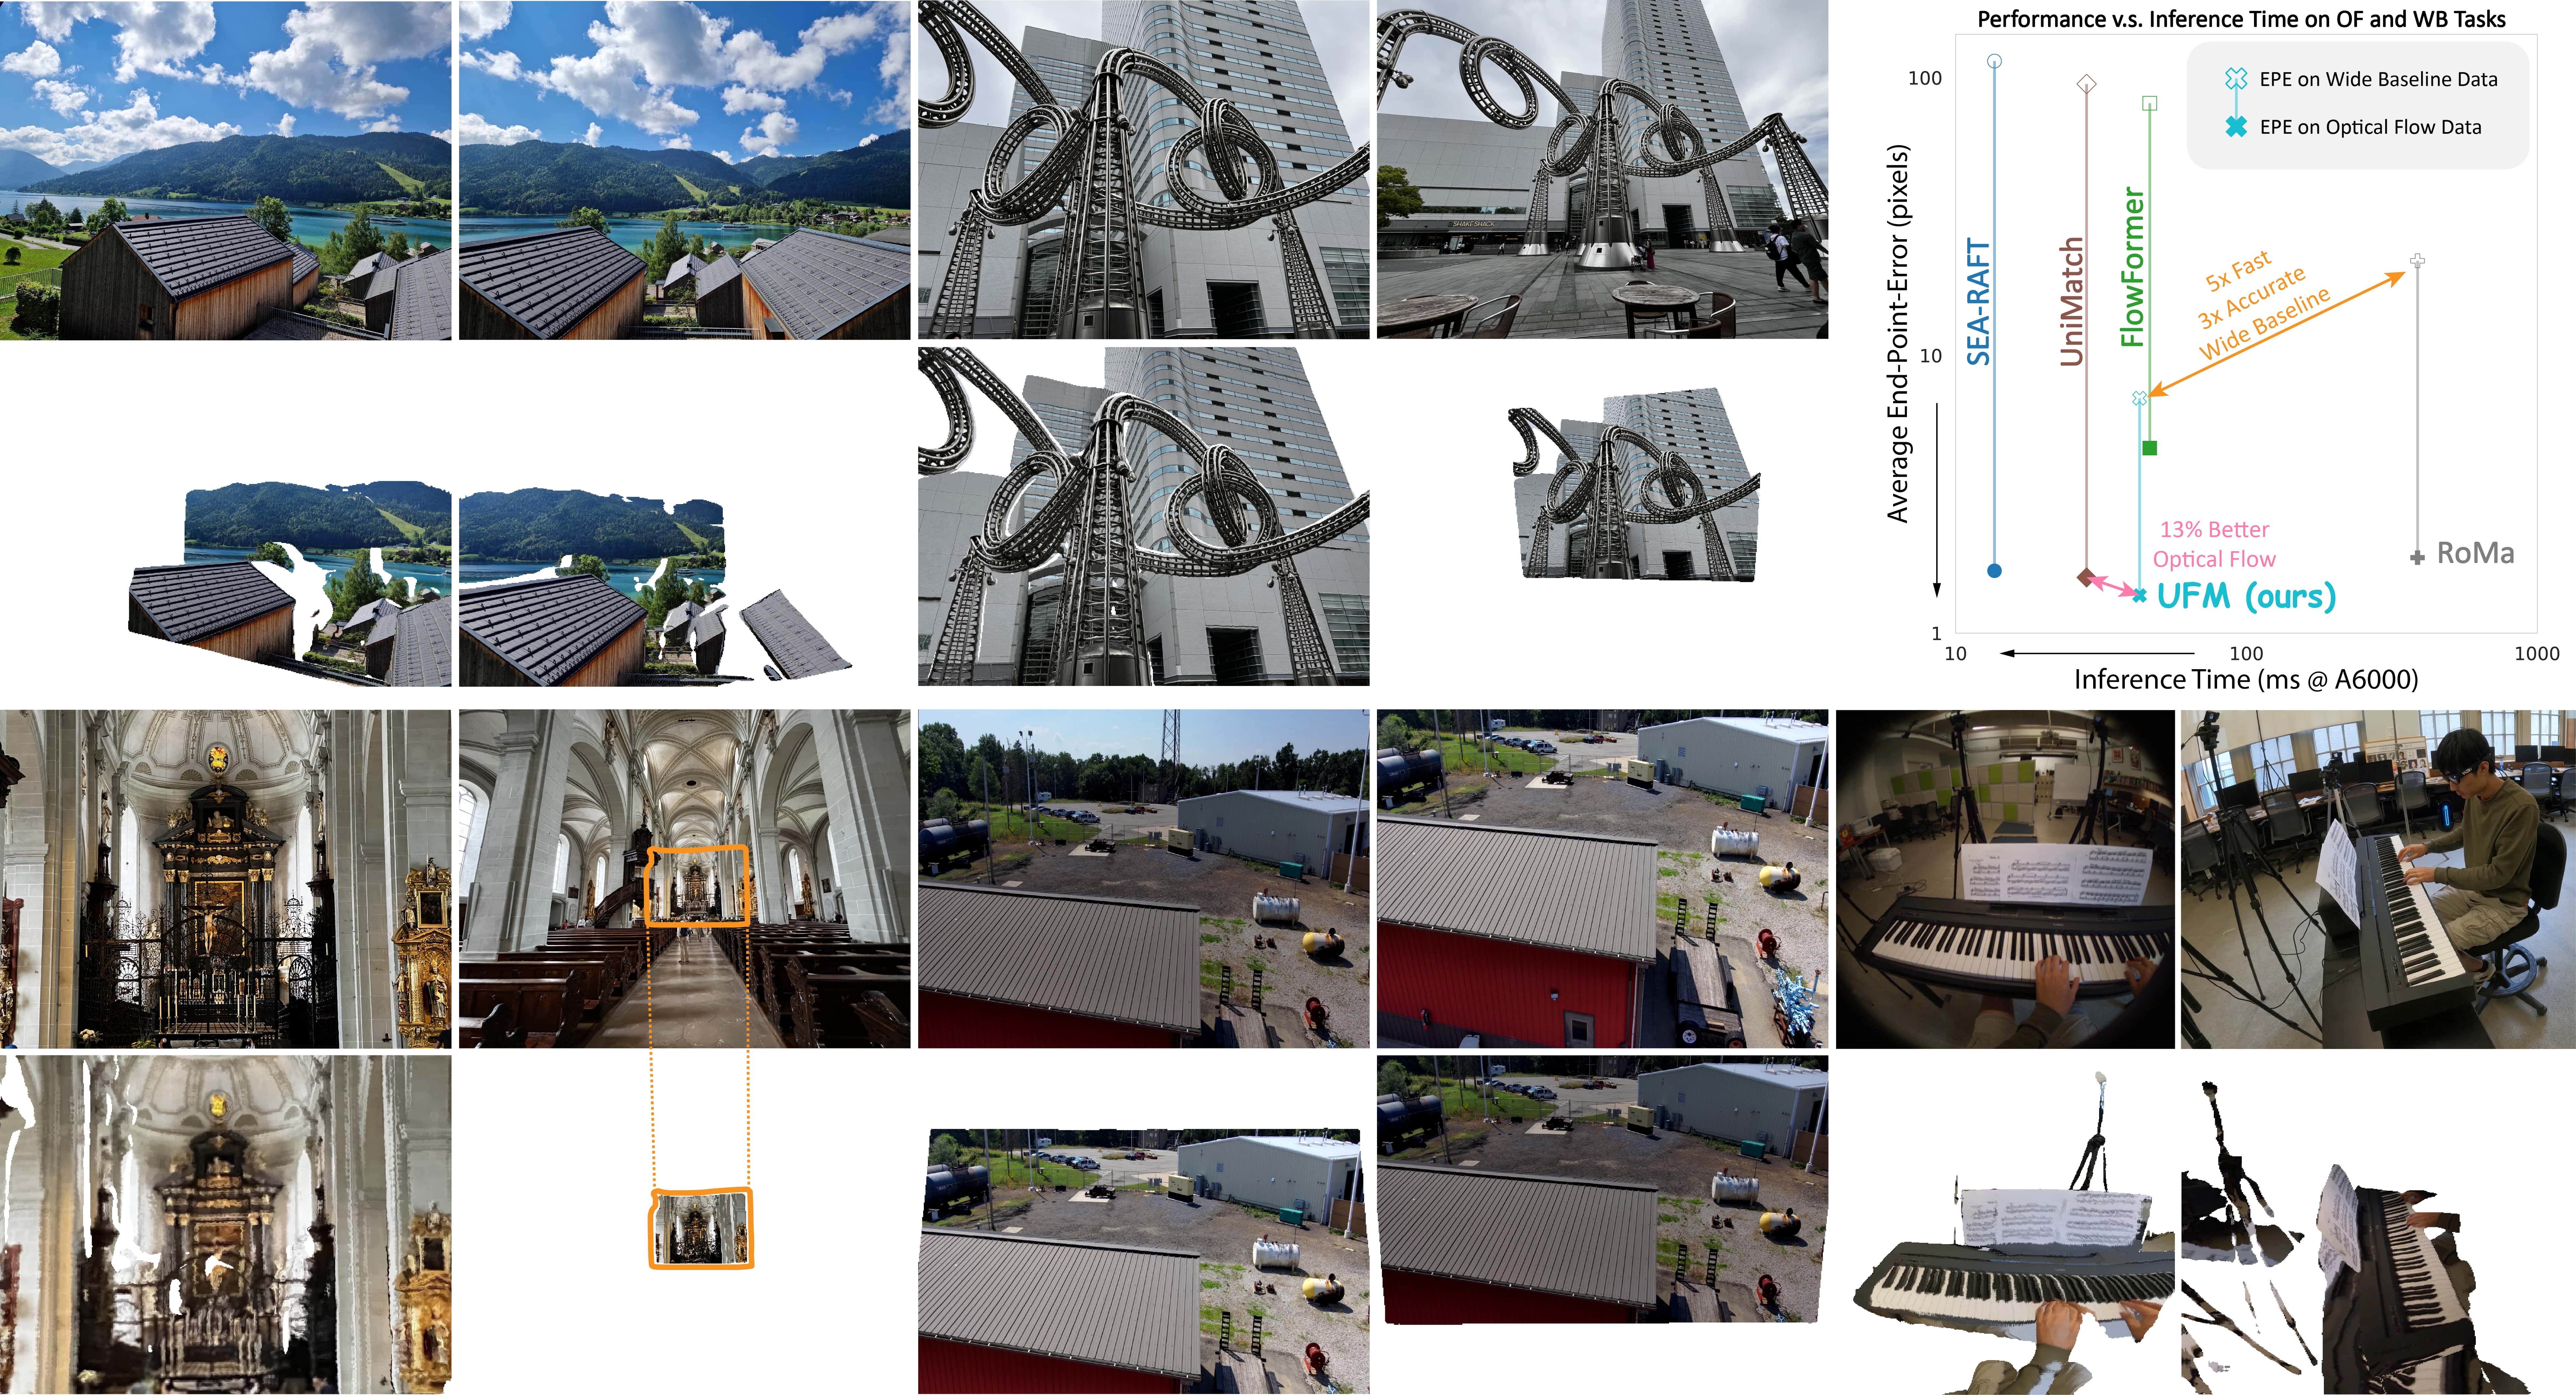 Performance v.s. Inference Time on OF and WB Tasks
EPE on Wide Baseline Data
EPE on Optical Flow Data
100
10
1
Average End-Point-Error (pixels)
SEA-RAFT
UniMatch
FlowFormer
5x Fast
3x Accurate
Wide Baseline
13% Better
Optical Flow
UFM (ours)
RoMa
10
100
1000
Inference Time (ms @ A6000)
SHAKE SHACK